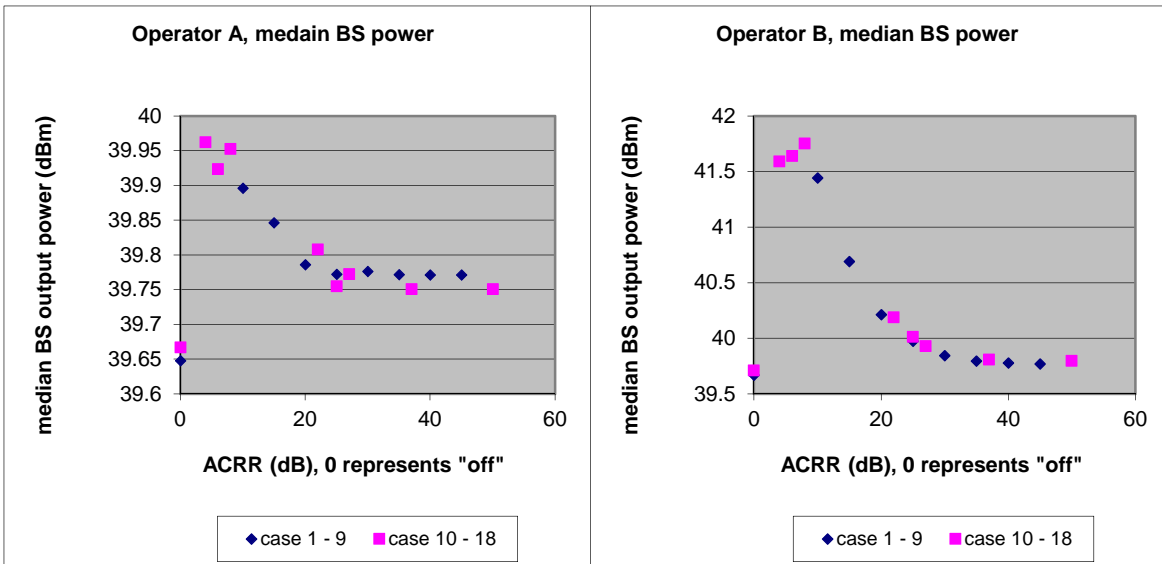 Operator A, medain BS power
median BS output power (dBm)
40
39.95
39.9
39.85
39.8
39.75
39.7
39.65
39.6
0
20
40
60
ACRR (dB), 0 represents "off"
case 1 - 9
case 10 - 18
Operator B, median BS power
median BS output power (dBm)
42
41.5
41
40.5
40
39.5
0
20
40
60
ACRR (dB), 0 represents "off"
case 1 - 9
case 10 - 18